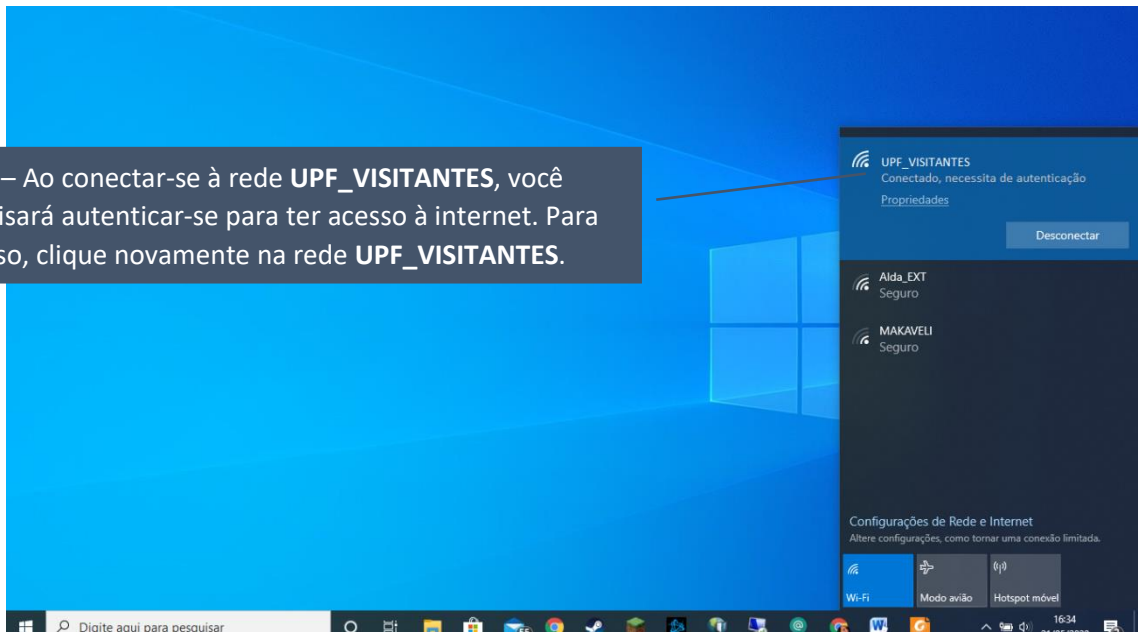 – Ao conectar-se à rede UPF_VISITANTES, você
isará autenticar-se para ter acesso à internet. Para
so, clique novamente na rede UPF_VISITANTES.
UPF_VISITANTES
Conectado, necessita de autenticação
Propriedades
Desconectar
Alda_EXT
Seguro
MAKAVELI
Seguro
Configurações de Rede e Internet
Altere configurações, como tornar uma conexão limitada.
Wi-Fi
Modo avião
Hotspot móvel
Digite aqui para pesquisar
16:34